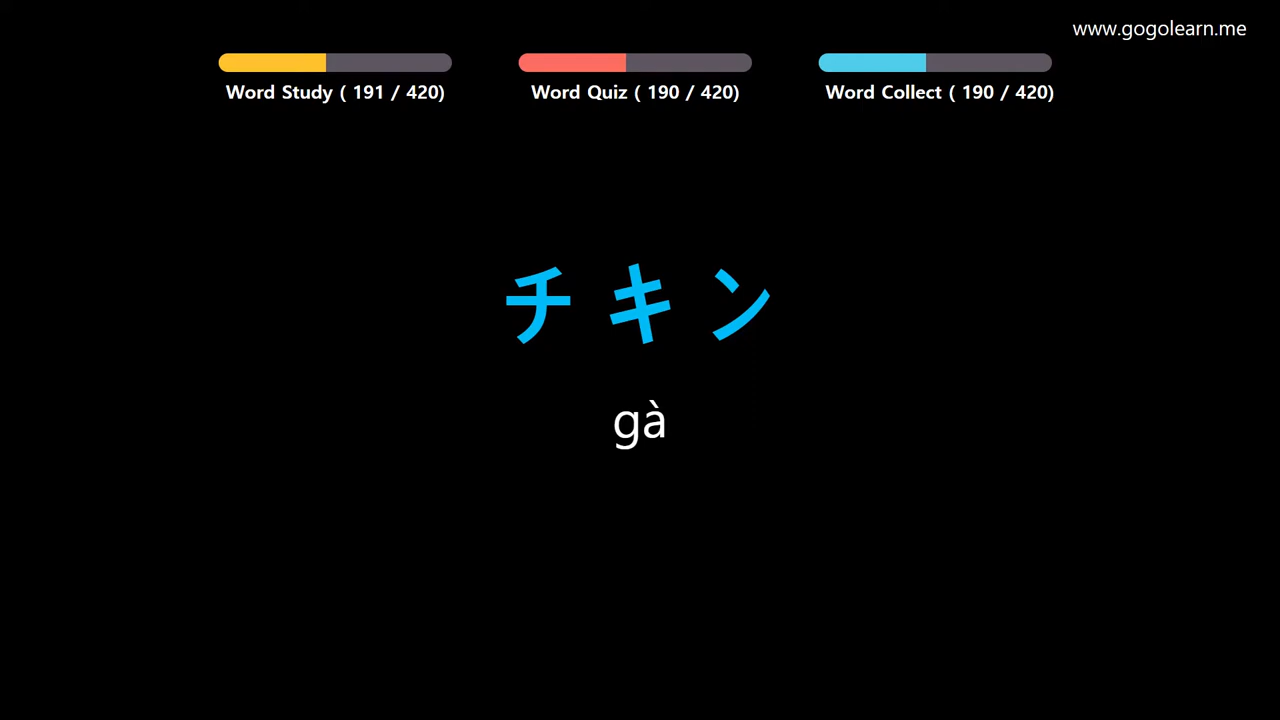 www.gogolearn.me
Word Study ( 191 / 420)
Word Quiz ( 190 / 420)
Word Collect ( 190 / 420)
チキン
gà